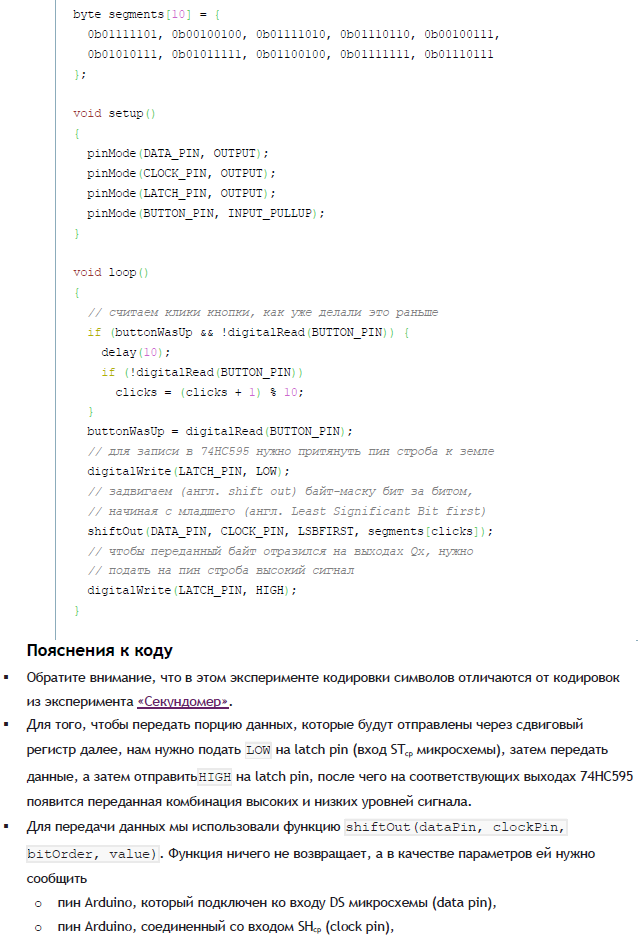 byte segments[10] = {
0b01111101, 0b00100100, 0b01111010, 0b01110110, 0b00100111,
0b01010111, 0b01011111, 0b01100100, 0b01111111, 0b01110111
};
void setup()
{
pinMode(DATA_PIN, OUTPUT);
pinMode(CLOCK_PIN, OUTPUT);
pinMode(LATCH_PIN, OUTPUT);
pinMode(BUTTON_PIN, INPUT_PULLUP);
}
void loop()
{
// считаем клики кнопки, как уже делали это раньше
if (buttonWasUp && !digitalRead(BUTTON_PIN)) {
delay(10);
if (!digitalRead(BUTTON_PIN))
clicks = (clicks + 1) % 10;
}
buttonWasUp = digitalRead(BUTTON_PIN);
// для записи в 74HC595 нужно притянуть пин строба к земле
digitalWrite(LATCH_PIN, LOW);
// задвигаем (англ. shift out) байт-маску бит за битом,
// начиная с младшего (англ. Least Significant Bit first)
shiftOut(DATA_PIN, CLOCK_PIN, LSBFIRST, segments[clicks]);
// чтобы переданный байт отразился на выходах Qx, нужно
// подать на пин строба высокий сигнал
digitalWrite(LATCH_PIN, HIGH);
}
Пояснения к коду
▪ Обратите внимание, что в этом эксперименте кодировки символов отличаются от кодировок
из эксперимента «Секундомер».
▪ Для того, чтобы передать порцию данных, которые будут отправлены через сдвиговый
регистр далее, нам нужно подать LOW на latch pin (вход STcp микросхемы), затем передать
данные, а затем отправитьHIGH на latch pin, после чего на соответствующих выходах 74HC595
появится переданная комбинация высоких и низких уровней сигнала.
▪ Для передачи данных мы использовали функцию shiftOut(dataPin, clockPin,
bitOrder, value). Функция ничего не возвращает, а в качестве параметров ей нужно
сообщить
o пин Arduino, который подключен ко входу DS микросхемы (data pin),
o пин Arduino, соединенный со входом SHcp (clock pin),